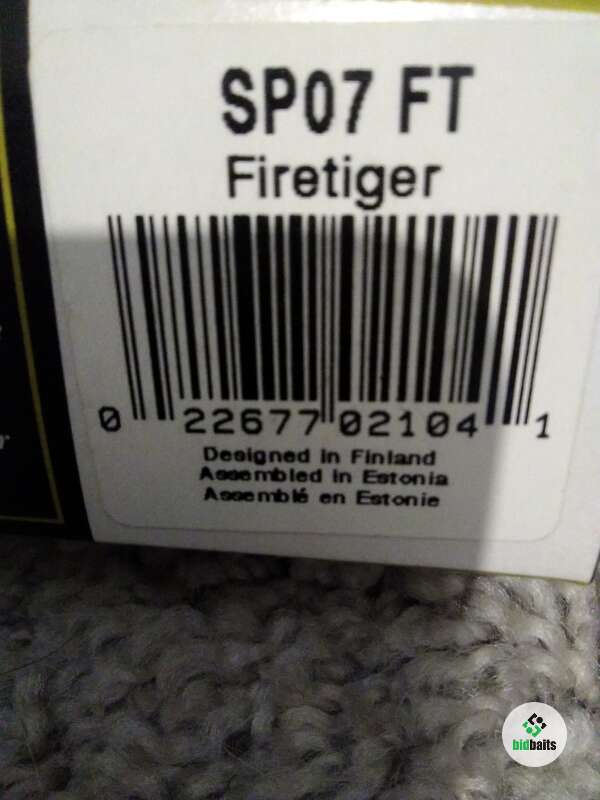 SP07 FT
Firetiger
0 22677 02104 1
Designed in Finland
Assembled in Estonia
Assemblé en Estonie
bidbaits